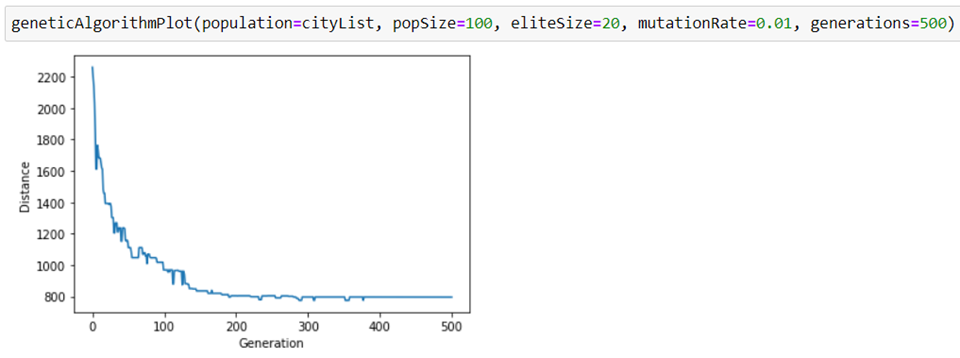 geneticAlgorithmPlot(population=cityList, popSize=100, eliteSize=20, mutationRate=0.01, generations=500)
2200
2000
1800
1600
1400
1200
1000
800
Distance
0 100 200 300 400 500
Generation